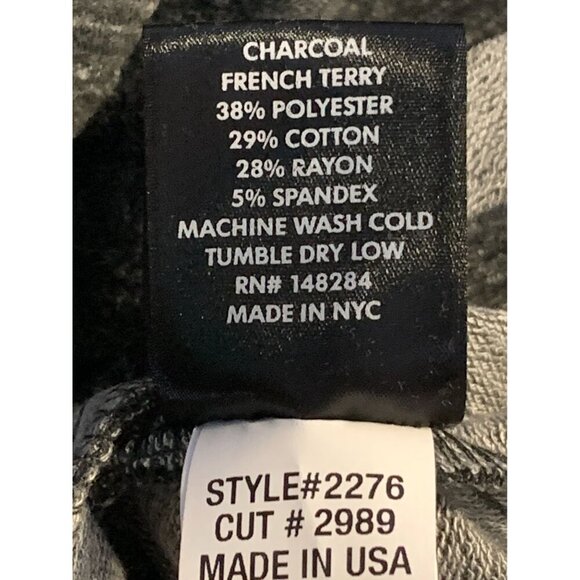 CHARCOAL
FRENCH TERRY
38% POLYESTER
29% COTTON
28% RAYON
5% SPANDEX
MACHINE WASH COLD
TUMBLE DRY LOW
RN# 148284
MADE IN NYC
STYLE#2276
CUT # 2989
MADE IN USA